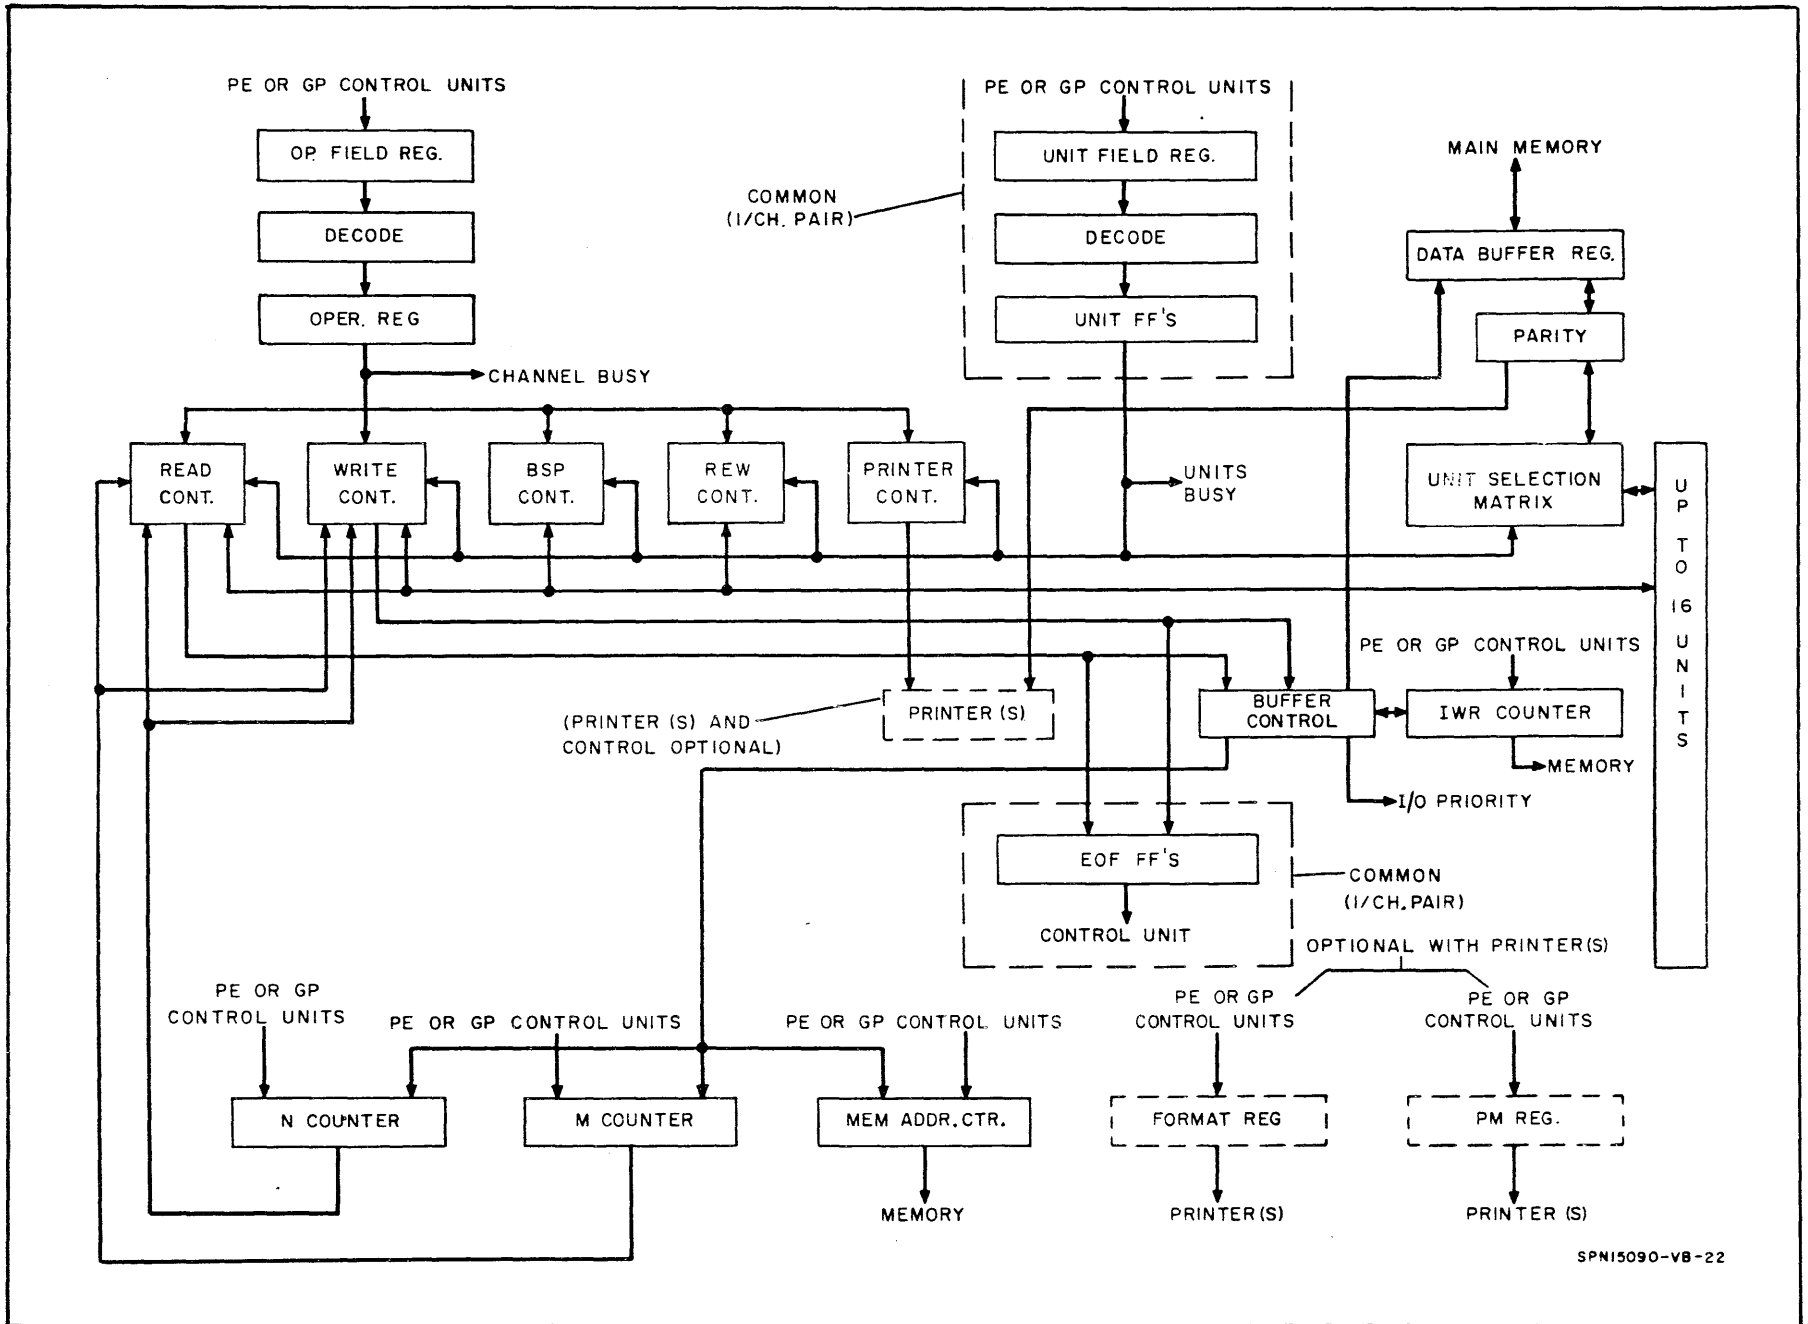 PE OR GP CONTROL UNITS
OP. FIELD REG.
DECODE
OPER. REG
CHANNEL BUSY
PE OR GP CONTROL UNITS
UNIT FIELD REG.
DECODE
UNIT FF'S
COMMON
(1/CH. PAIR)
MAIN MEMORY
DATA BUFFER REG.
PARITY
UNIT SELECTION
MATRIX
UP TO 16 UNITS
READ
CONT.
WRITE
CONT.
BSP
CONT.
REW
CONT.
PRINTER
CONT.
UNITS
BUSY
PE OR GP CONTROL UNITS
(PRINTER (S) AND
CONTROL OPTIONAL)
PRINTER (S)
BUFFER
CONTROL
IWR COUNTER
MEMORY
I/O PRIORITY
EOF FF'S
CONTROL UNIT
COMMON
(1/CH. PAIR)
OPTIONAL WITH PRINTER(S)
PE OR GP
CONTROL UNITS
PE OR GP CONTROL UNITS
PE OR GP CONTROL UNITS
PE OR GP
CONTROL UNITS
PE OR GP
CONTROL UNITS
N COUNTER
M COUNTER
MEM ADDR. CTR.
FORMAT REG
PM REG.
MEMORY
PRINTER (S)
PRINTER (S)
SPN15090-VB-22